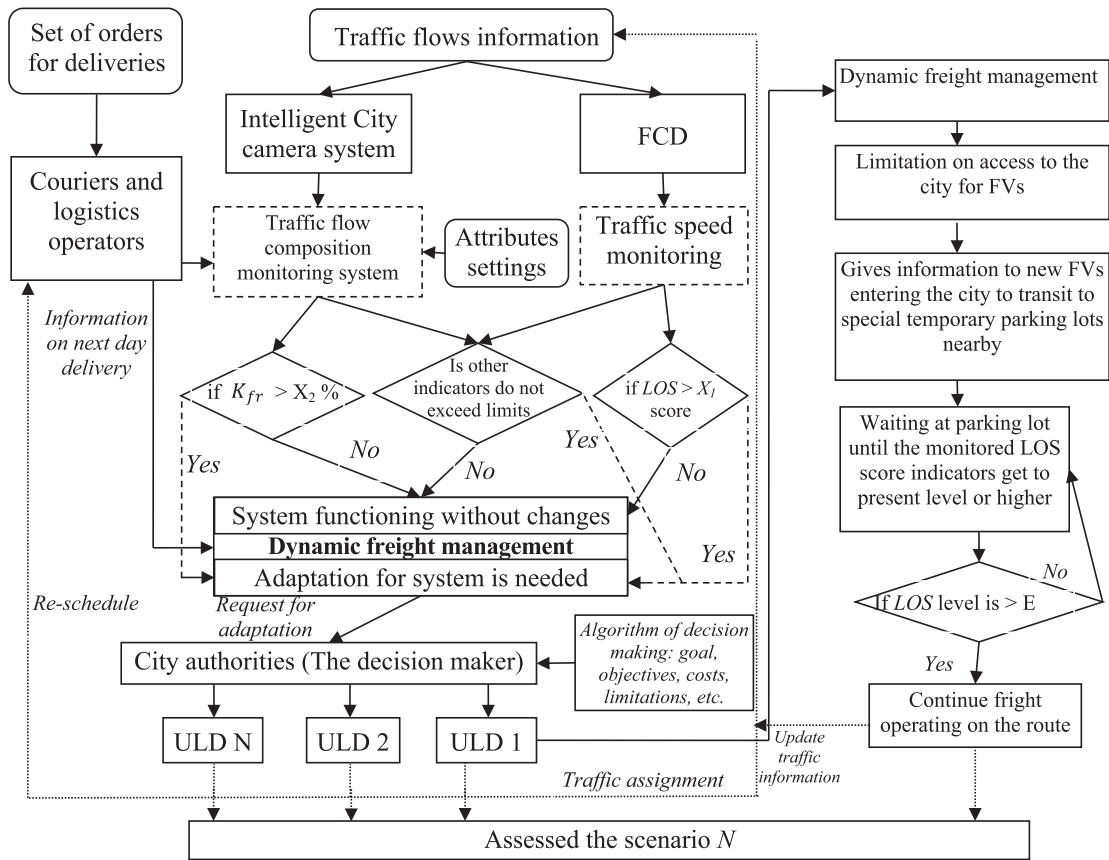 Set of orders
for deliveries
Traffic flows information
Intelligent City
camera system
FCD
Couriers and
logistics
operators
Traffic flow
composition
monitoring system
Attributes
settings
Traffic speed
monitoring
Information
on next day
delivery
if K_fr > X₂ %
Is other
indicators do not
exceed limits
if LOS > X₁
score
Yes
No
No
Yes
No
Yes
System functioning without changes
Dynamic freight management
Adaptation for system is needed
Re-schedule
Request for
adaptation
City authorities (The decision maker)
Algorithm of decision
making: goal,
objectives, costs,
limitations, etc.
ULD N
ULD 2
ULD 1
Traffic assignment
Dynamic freight management
Limitation on access to the
city for FVs
Gives information to new FVs
entering the city to transit to
special temporary parking lots
nearby
Waiting at parking lot
until the monitored LOS
score indicators get to
present level or higher
No
If LOS level is > E
Yes
Continue fright
operating on the route
Update
traffic
information
Assessed the scenario N